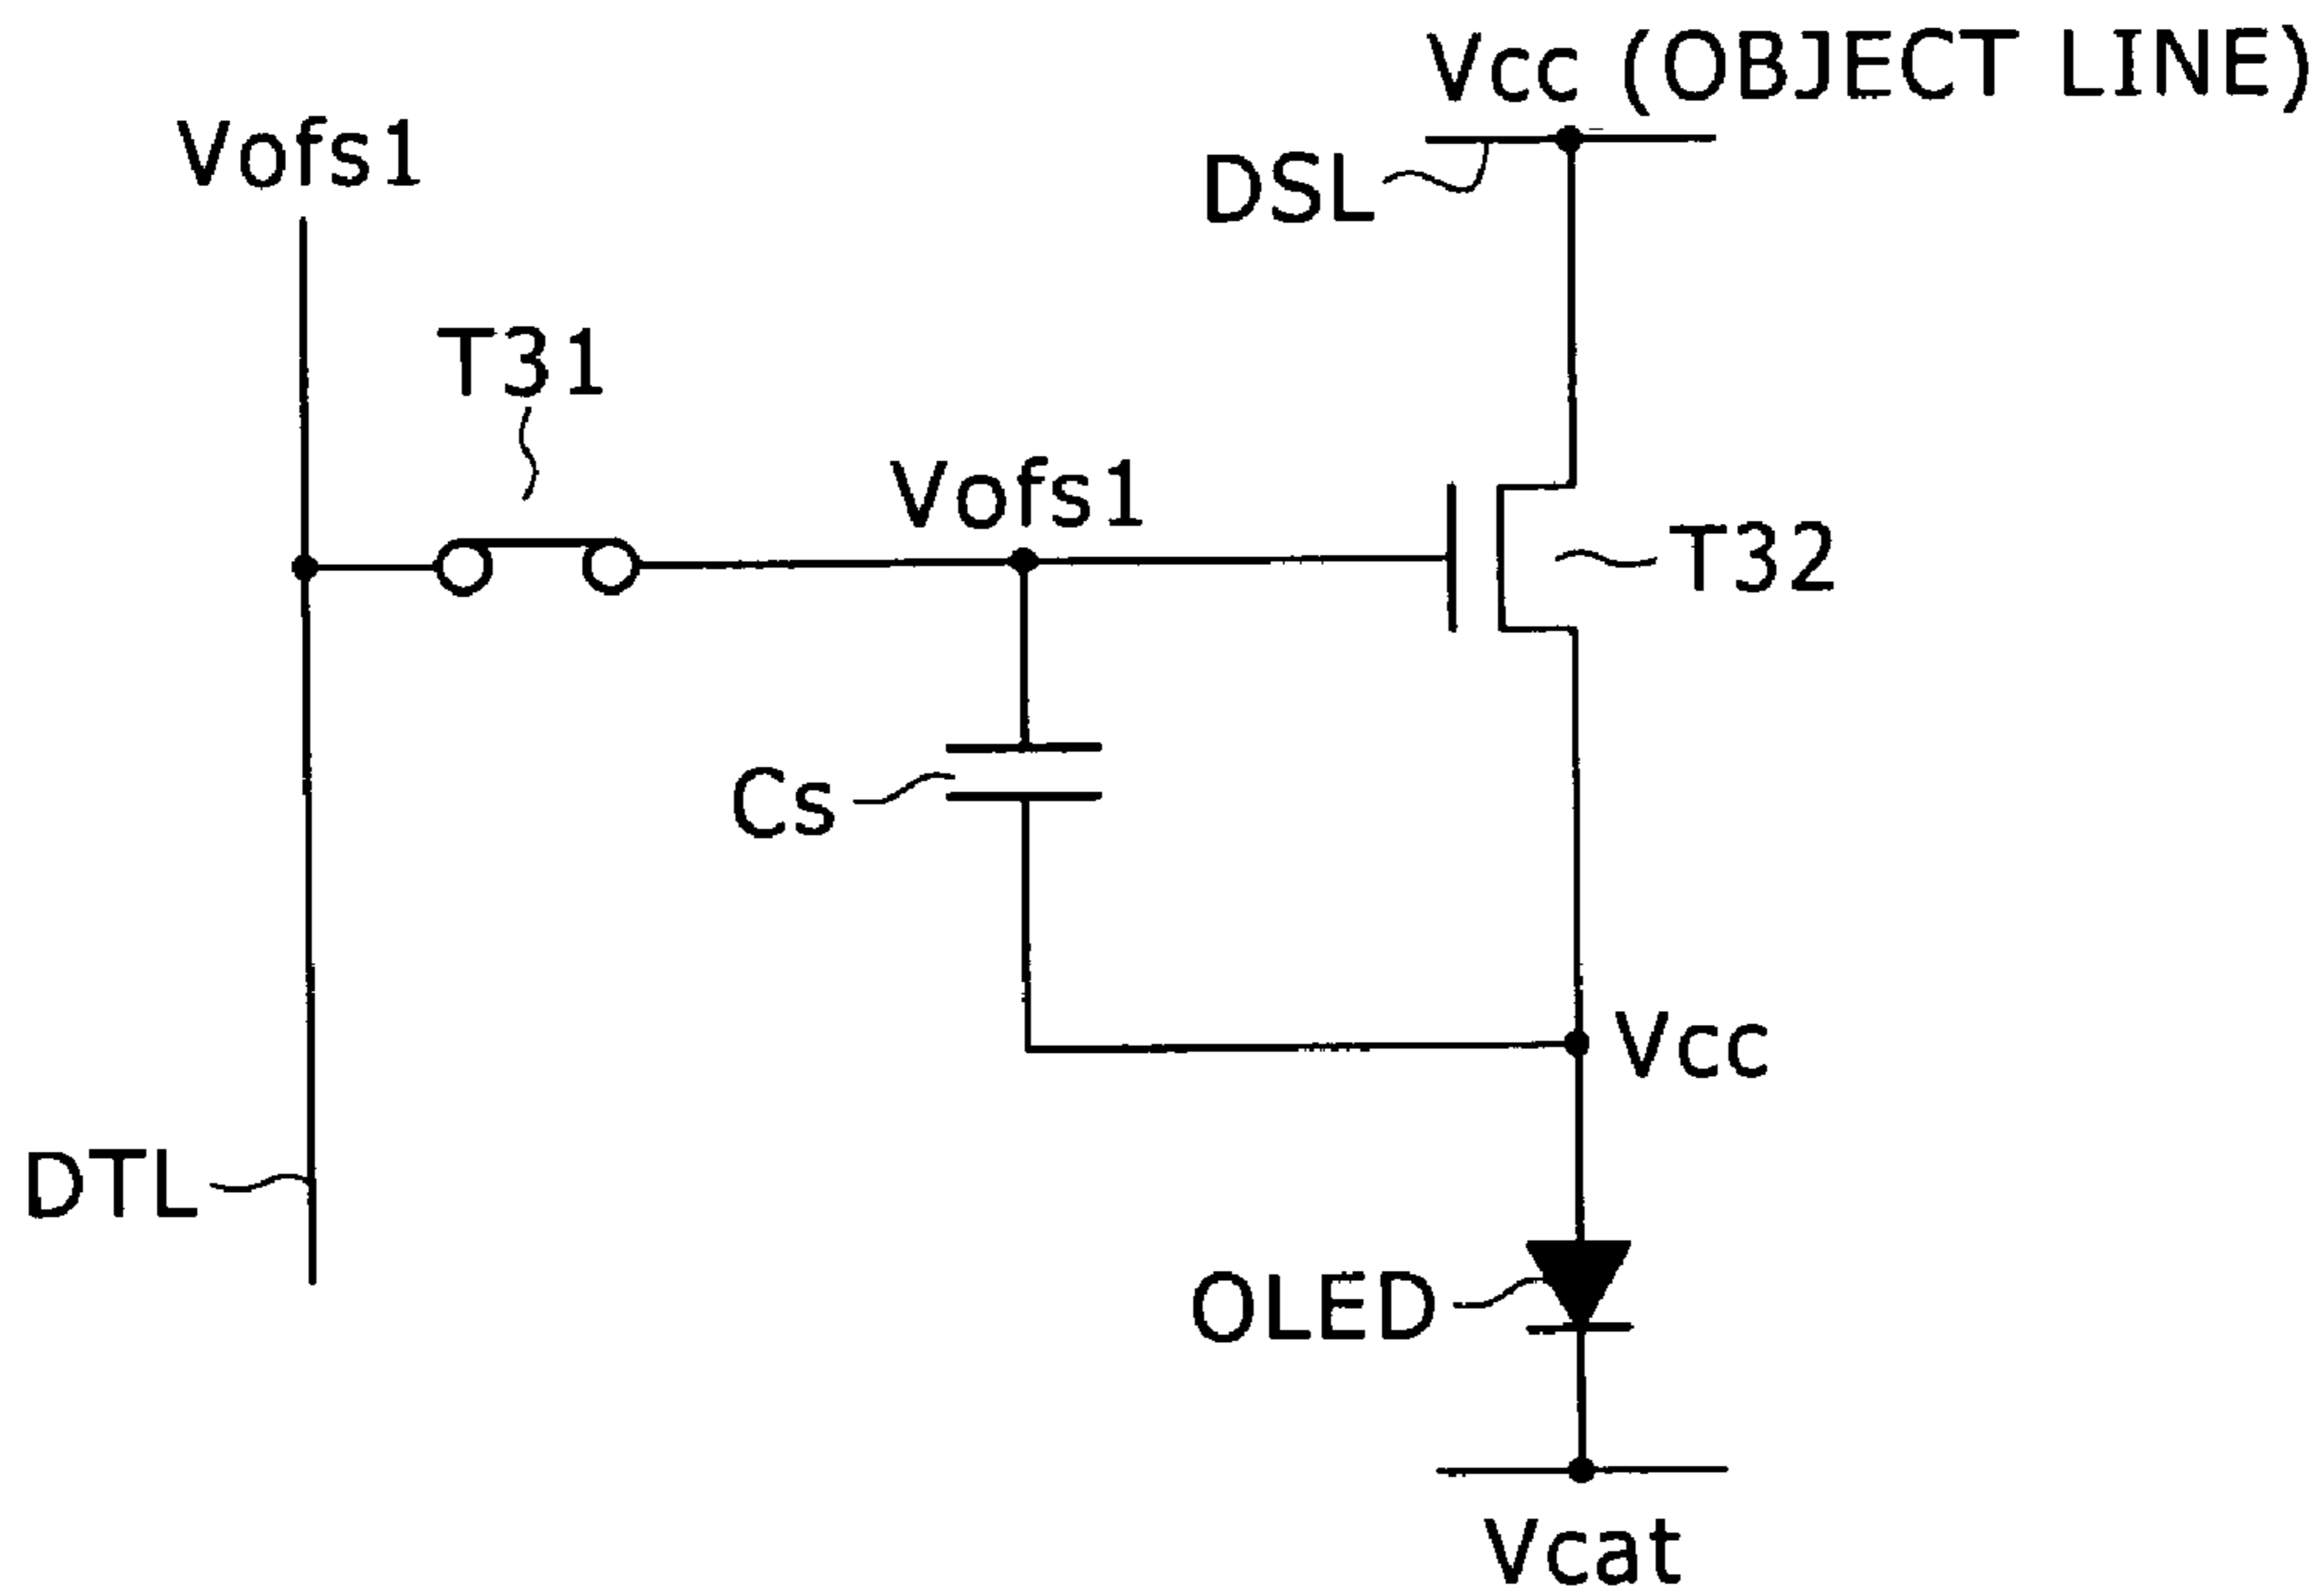 Vcc (OBJECT LINE)
Vofs1
DSL
T31
Vofs1
T32
Cs
Vcc
DTL
OLED
Vcat